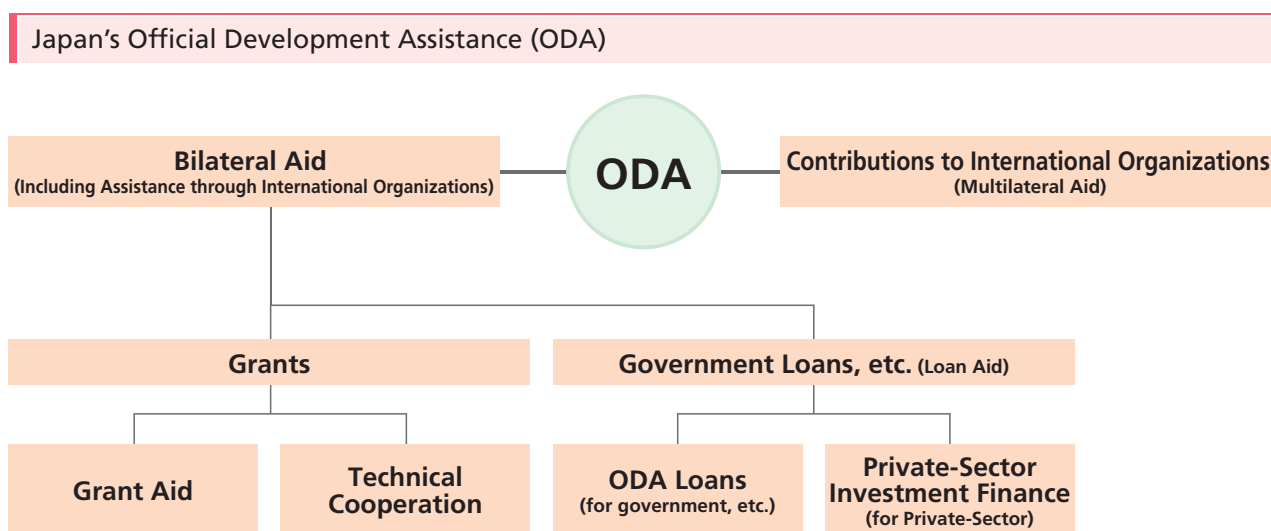 Japan’s Official Development Assistance (ODA)
Bilateral Aid
(Including Assistance through International Organizations)
ODA
Contributions to International Organizations
(Multilateral Aid)
Grants
Government Loans, etc. (Loan Aid)
Grant Aid
Technical
Cooperation
ODA Loans
(for government, etc.)
Private-Sector
Investment Finance
(for Private-Sector)